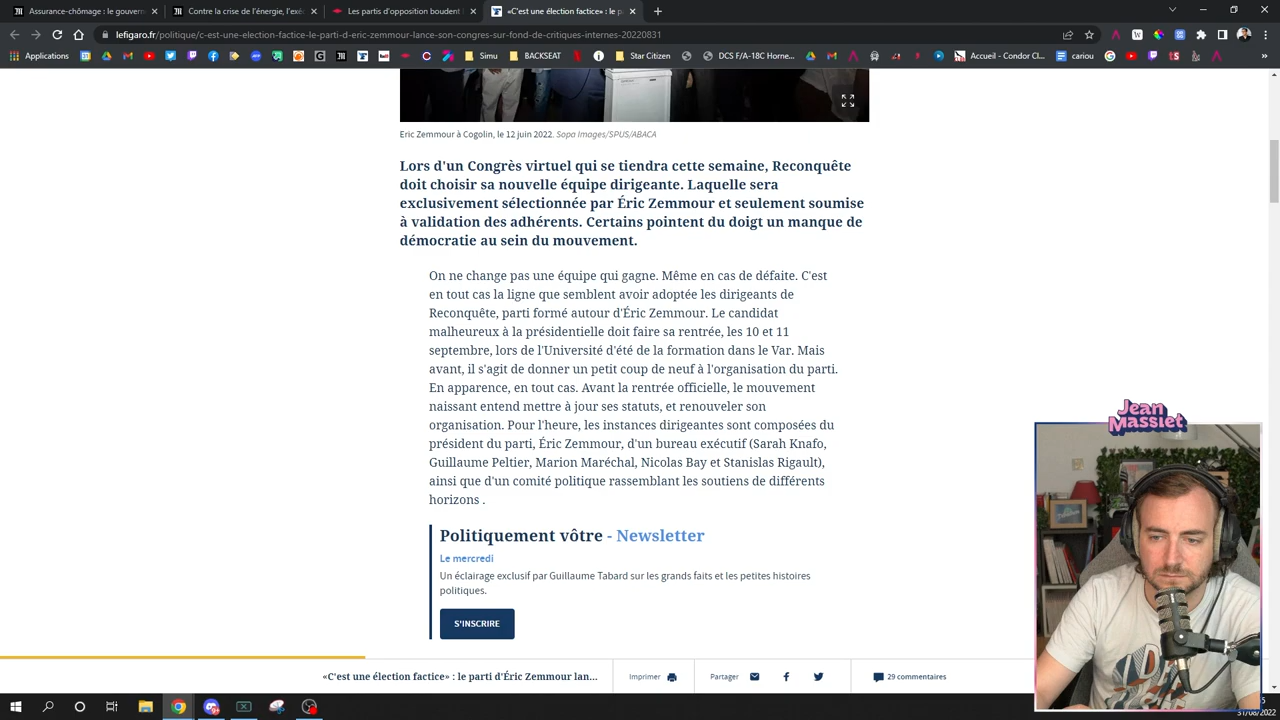 le gouvern
Contre la crise de l'énergie, l'exé
Les points d'accord et de désacco
«C'est une élection factice» : le p
lefigaro.fr/politique/c-est-une-election-factice-le-parti-d-eric-zemmour-lance-son-congres-sur-fond-de-critiques-internes-20220831
Applications
Star
BACKSEAT
Star Citizen
DCS F/A-18C Horne...
Accueil - Condor Cl...
cariou
Eric Zemmour à Cogolin, le 12 juin 2022. Sopa Images/SPUS/ABACA
Lors d'un Congrès virtuel qui se tiendra cette semaine, Reconquête
doit choisir sa nouvelle équipe dirigeante. Laquelle sera
exclusivement sélectionnée par Éric Zemmour et seulement soumise
à validation des adhérents. Certains pointent du doigt un manque de
démocratie au sein du mouvement.
On ne change pas une équipe qui gagne. Même en cas de défaite. C'est
en tout cas la ligne que semblent avoir adoptée les dirigeants de
Reconquête, parti formé autour d'Éric Zemmour. Le candidat
malheureux à la présidentielle doit faire sa rentrée, les 10 et 11
septembre, lors de l'Université d'été de la formation dans le Var. Mais
avant, il s'agit de donner un petit coup de neuf à l'organisation du parti.
En apparence, en tout cas. Avant la rentrée officielle, le mouvement
naissant entend mettre à jour ses statuts, et renouveler son
organisation. Pour l'heure, les instances dirigeantes sont composées du
président du parti, Éric Zemmour, d'un bureau exécutif (Sarah Knafo,
Guillaume Peltier, Marion Maréchal, Nicolas Bay et Stanislas Rigault),
ainsi que d'un comité politique rassemblant les soutiens de différents
horizons .
Politiquement vôtre - Newsletter
Le mercredi
Un éclairage exclusif par Guillaume Tabard sur les grands faits et les petites histoires
politiques.
S'INSCRIRE
«C'est une élection factice» : le parti d'Éric Zemmour lan...
Imprimer
Partager
29 commentaires
Jean
Massiet
31/08/2022